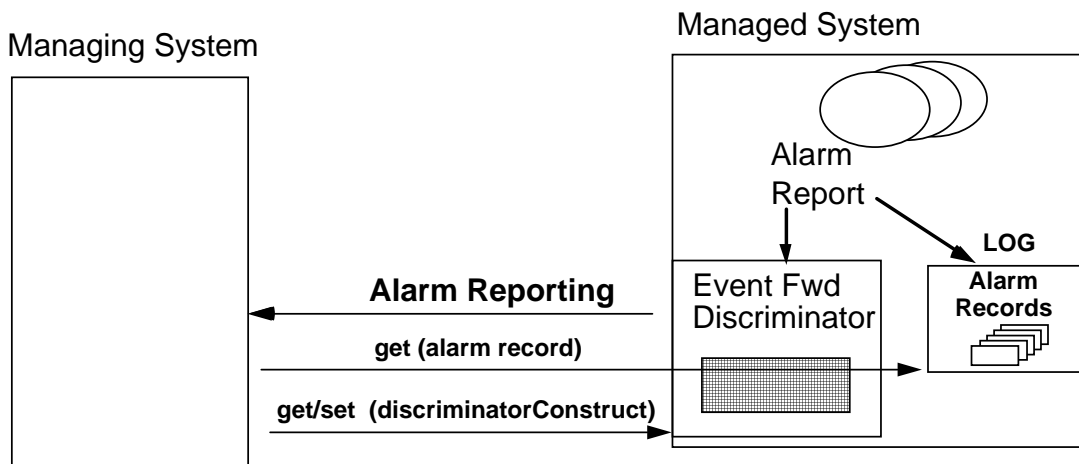 Managing System
Managed System
Alarm
Report
LOG
Alarm
Records
Event Fwd
Discriminator
Alarm Reporting
get (alarm record)
get/set (discriminatorConstruct)